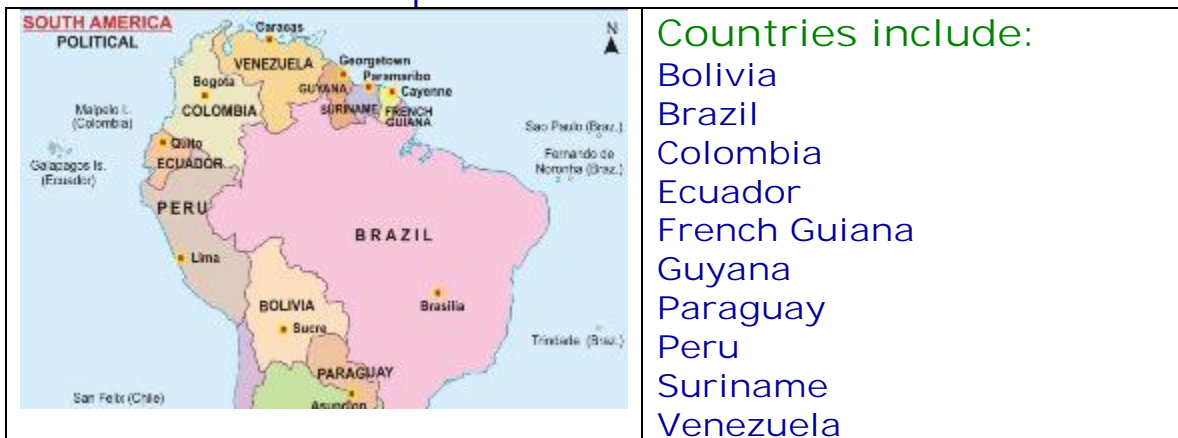 SOUTH AMERICA
POLITICAL
N
Caracas
VENEZUELA
Georgetown
Paramaribo
Cayenne
Bogota
GUYANA
SURINAME
FRENCH
GUIANA
Malpelo I.
(Colombia)
COLOMBIA
Sao Paulo (Braz.)
Quito
Galapagos Is.
(Ecuador)
ECUADOR
Fernando de
Noronha (Braz.)
PERU
BRAZIL
Lima
BOLIVIA
Brasilia
Sucre
Trindade (Braz.)
PARAGUAY
San Felix (Chile)
Asuncion
Countries include:
Bolivia
Brazil
Colombia
Ecuador
French Guiana
Guyana
Paraguay
Peru
Suriname
Venezuela